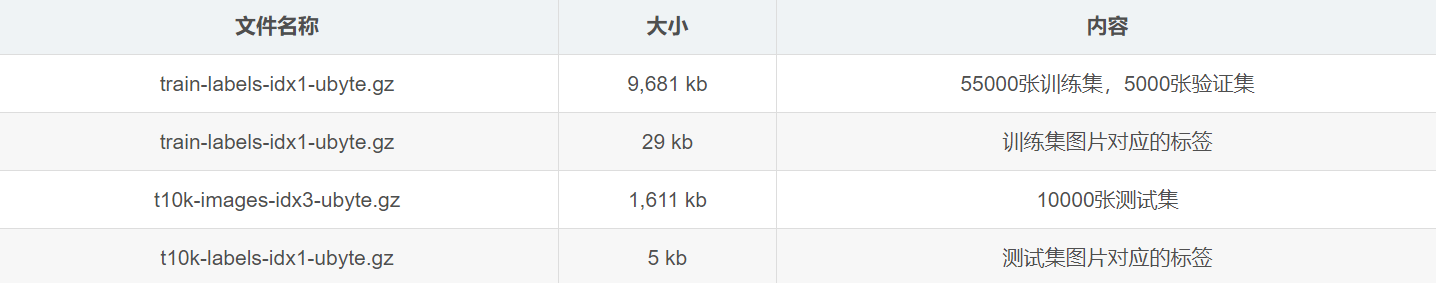 文件名称 大小 内容
train-labels-idx1-ubyte.gz 9,681 kb 55000张训练集，5000张验证集
train-labels-idx1-ubyte.gz 29 kb 训练集图片对应的标签
t10k-images-idx3-ubyte.gz 1,611 kb 10000张测试集
t10k-labels-idx1-ubyte.gz 5 kb 测试集图片对应的标签